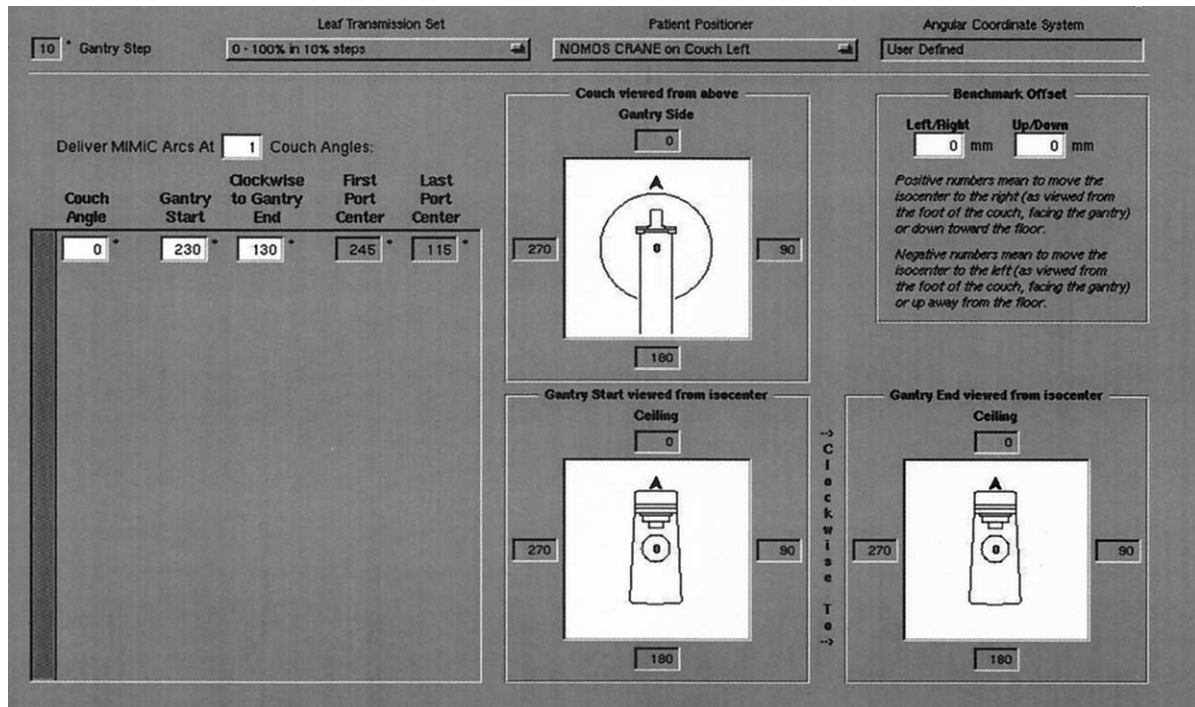 Leaf Transmission Set
Patient Positioner
Angular Coordinate System
10 ° Gantry Step
0 - 100% in 10% steps
NOMOS CRANE on Couch Left
User Defined
Deliver MIMiC Arcs At 1 Couch Angles:
Couch Angle
Gantry Start
Clockwise to Gantry End
First Port Center
Last Port Center
0 ° 230 ° 130 ° 245 ° 115 °
Couch viewed from above
Gantry Side
0
270
0
90
180
Benchmark Offset
Left/Right Up/Down
0 mm 0 mm
Positive numbers mean to move the
isocenter to the right (as viewed from
the foot of the couch, facing the gantry)
or down toward the floor.
Negative numbers mean to move the
isocenter to the left (as viewed from
the foot of the couch, facing the gantry)
or up away from the floor.
Gantry Start viewed from isocenter
Ceiling
0
270
0
90
180
--> Clockwise To -->
Gantry End viewed from isocenter
Ceiling
0
270
0
90
180